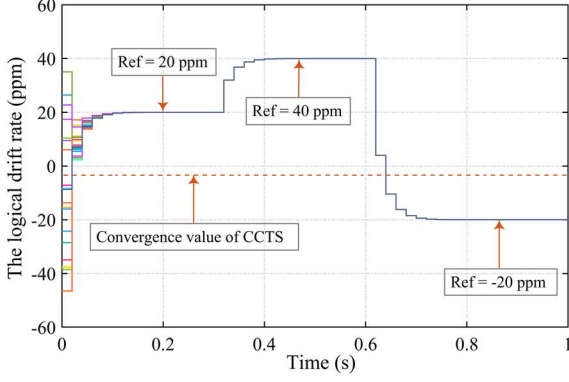 60
40
20
0
-20
-40
-60
The logical drift rate (ppm)
Ref = 20 ppm
Ref = 40 ppm
Convergence value of CCTS
Ref = -20 ppm
0
0.2
0.4
0.6
0.8
1
Time (s)